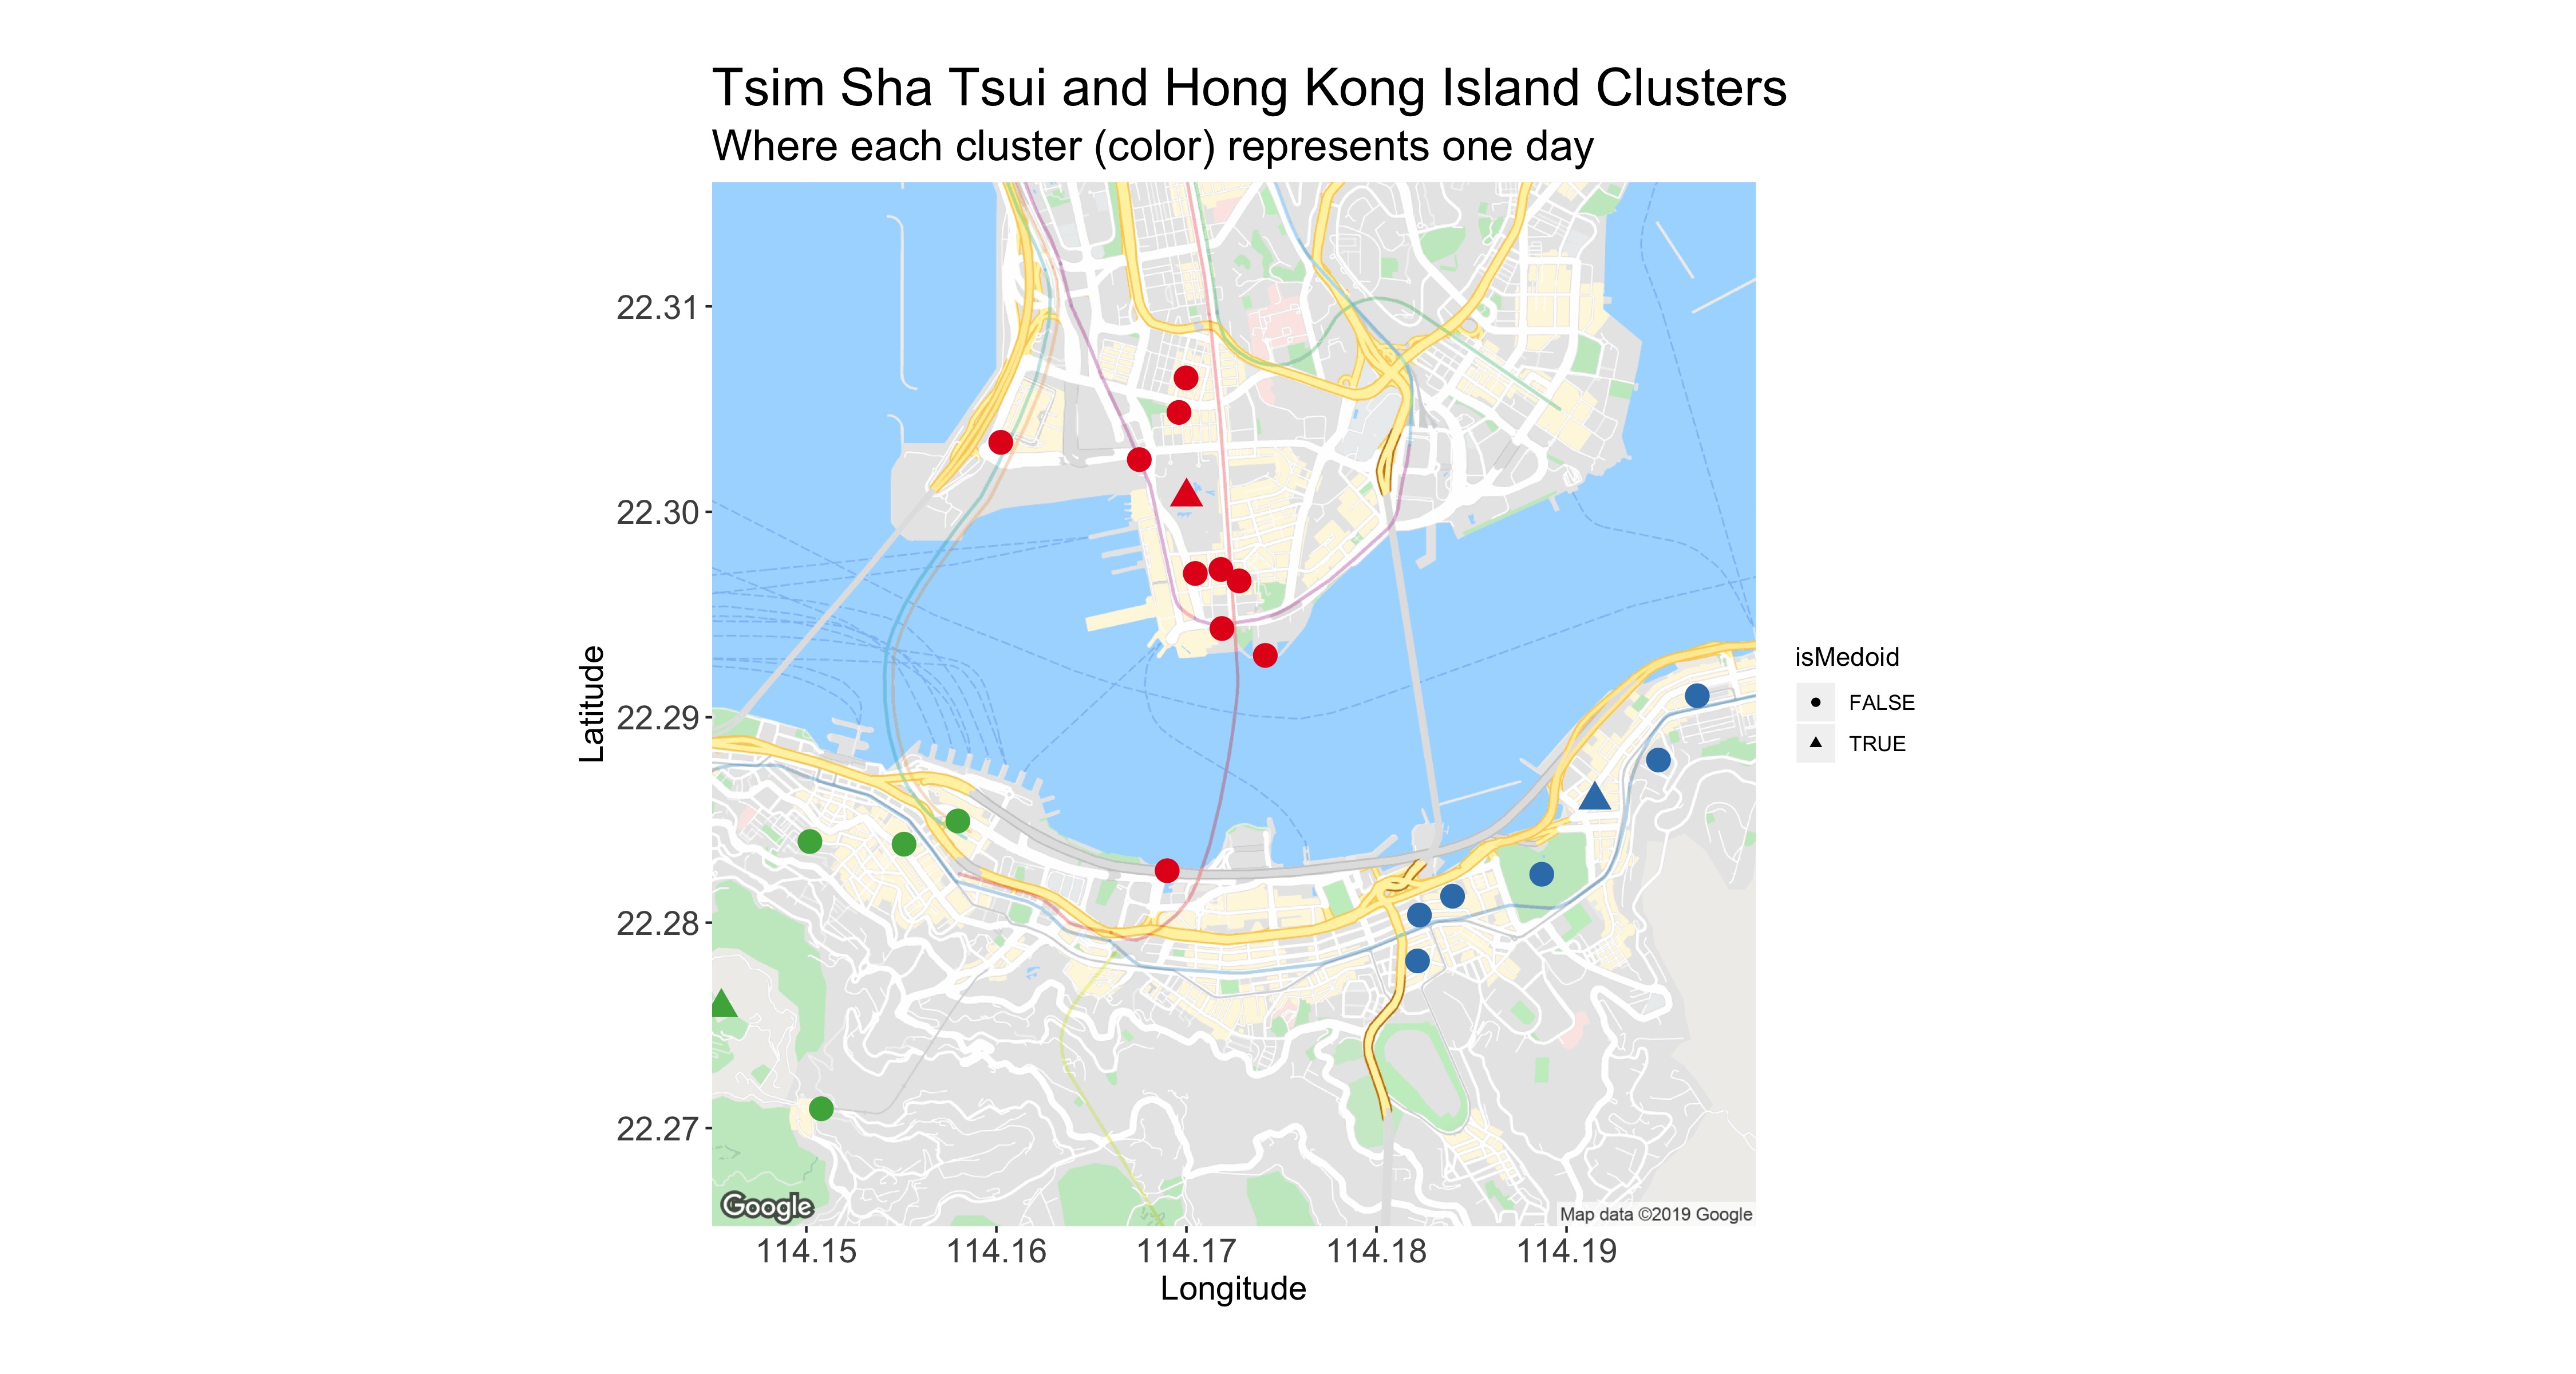 Tsim Sha Tsui and Hong Kong Island Clusters
Where each cluster (color) represents one day
22.31
22.30
22.29
22.28
22.27
Latitude
114.15
114.16
114.17
114.18
114.19
Longitude
isMedoid
FALSE
TRUE
Google
Map data ©2019 Google